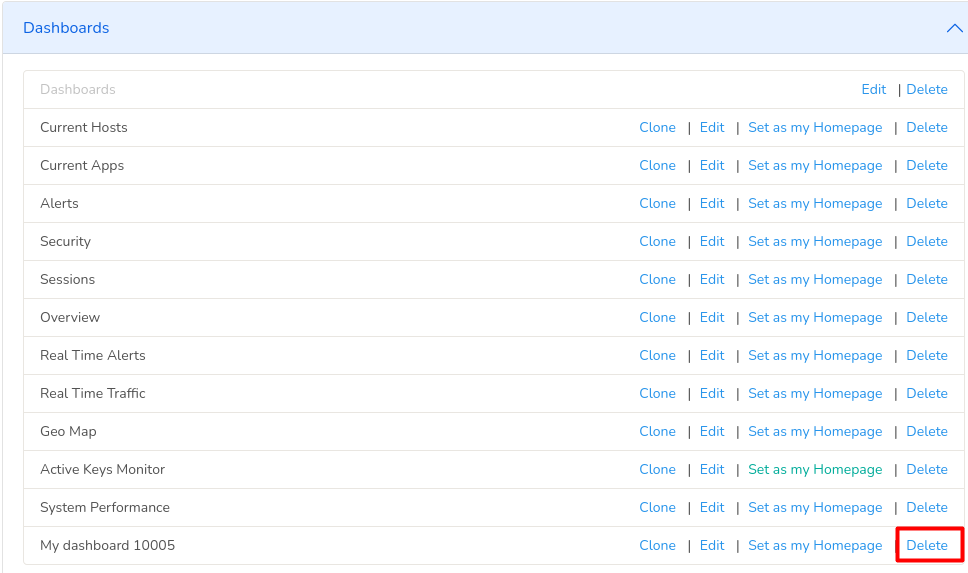 Dashboards
Dashboards Edit | Delete
Current Hosts Clone | Edit | Set as my Homepage | Delete
Current Apps Clone | Edit | Set as my Homepage | Delete
Alerts Clone | Edit | Set as my Homepage | Delete
Security Clone | Edit | Set as my Homepage | Delete
Sessions Clone | Edit | Set as my Homepage | Delete
Overview Clone | Edit | Set as my Homepage | Delete
Real Time Alerts Clone | Edit | Set as my Homepage | Delete
Real Time Traffic Clone | Edit | Set as my Homepage | Delete
Geo Map Clone | Edit | Set as my Homepage | Delete
Active Keys Monitor Clone | Edit | Set as my Homepage | Delete
System Performance Clone | Edit | Set as my Homepage | Delete
My dashboard 10005 Clone | Edit | Set as my Homepage | Delete